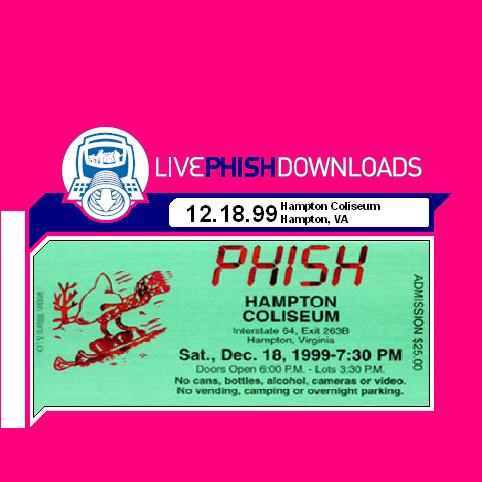 LIVEPHISHDOWNLOADS
12.18.99
Hampton Coliseum
Hampton, VA
PHISH
HAMPTON
COLISEUM
Interstate 64, Exit 263B
Hampton, Virginia
Sat., Dec. 18, 1999-7:30 PM
Doors Open 6:00 P.M. - Lots 3:30 P.M.
No cans, bottles, alcohol, cameras or video.
No vending, camping or overnight parking.
ADMISSION $25.00